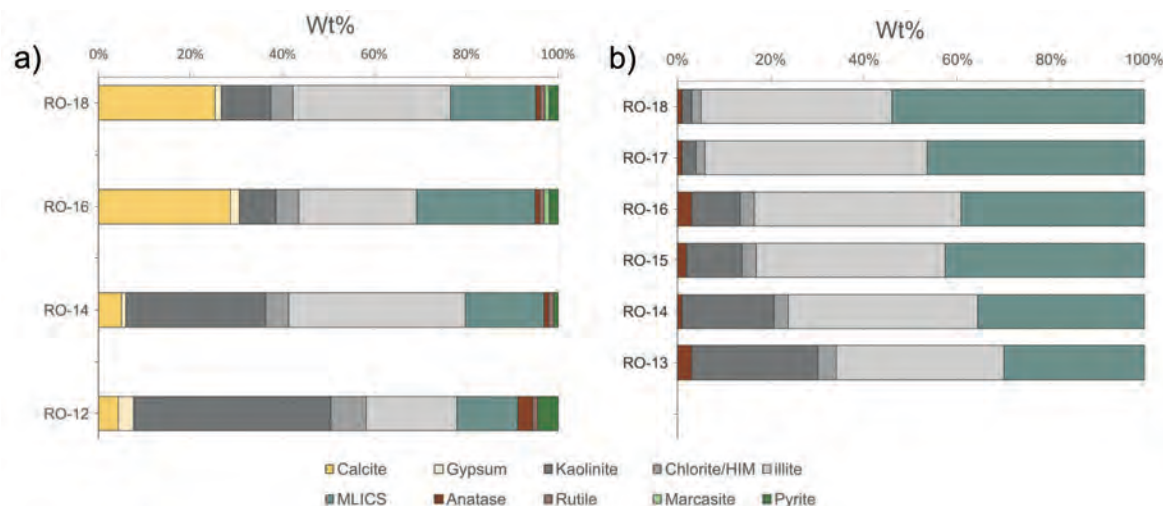 a)
Wt%
0% 20% 40% 60% 80% 100%
RO-18
RO-16
RO-14
RO-12
b)
Wt%
0% 20% 40% 60% 80% 100%
RO-18
RO-17
RO-16
RO-15
RO-14
RO-13
Calcite Gypsum Kaolinite Chlorite/HIM illite
MLICS Anatase Rutile Marcasite Pyrite